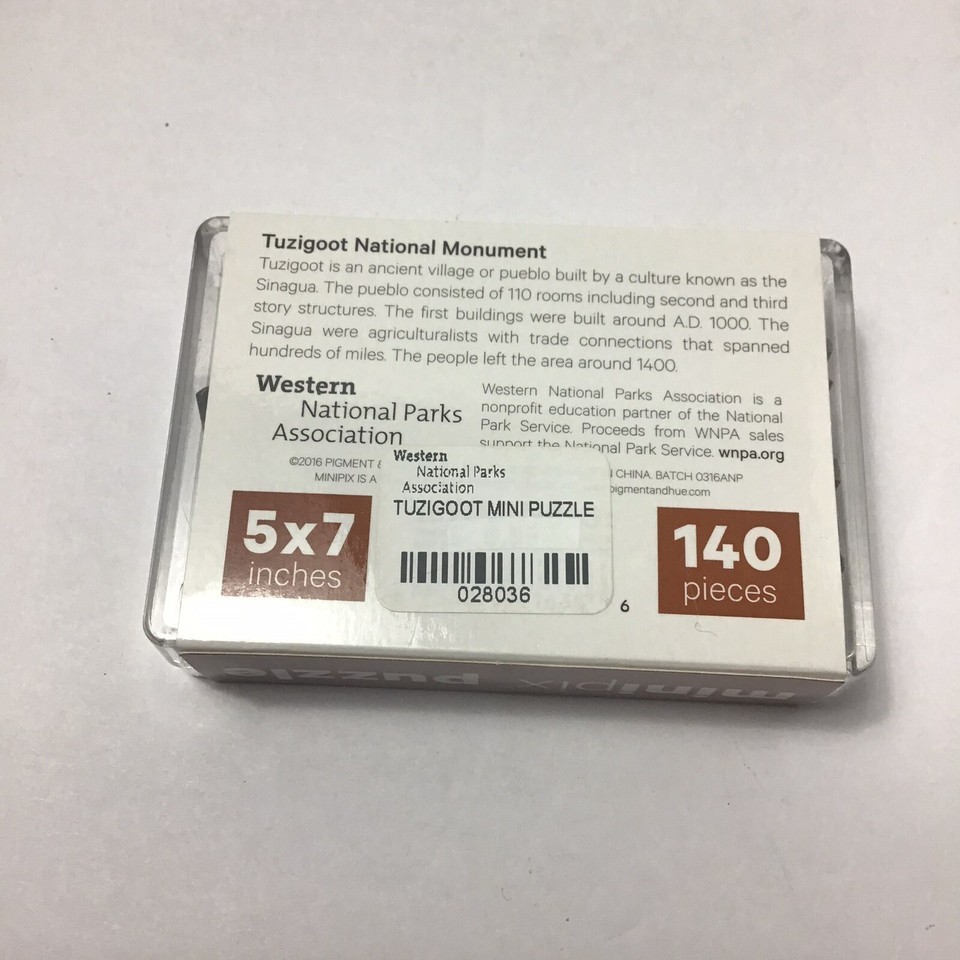 Tuzigoot National Monument
Tuzigoot is an ancient village or pueblo built by a culture known as the
Sinagua. The pueblo consisted of 110 rooms including second and third
story structures. The first buildings were built around A.D. 1000. The
Sinagua were agriculturalists with trade connections that spanned
hundreds of miles. The people left the area around 1400.
Western
National Parks
Association
Western National Parks Association is a
nonprofit education partner of the National
Park Service. Proceeds from WNPA sales
support the National Park Service. wnpa.org
©2016 PIGMENT &
MINIPIX IS A
CHINA. BATCH 0316ANP
pigmentandhue.com
Western
National Parks
Association
TUZIGOOT MINI PUZZLE
028036
5x7
inches
6
140
pieces
minipix puzzle